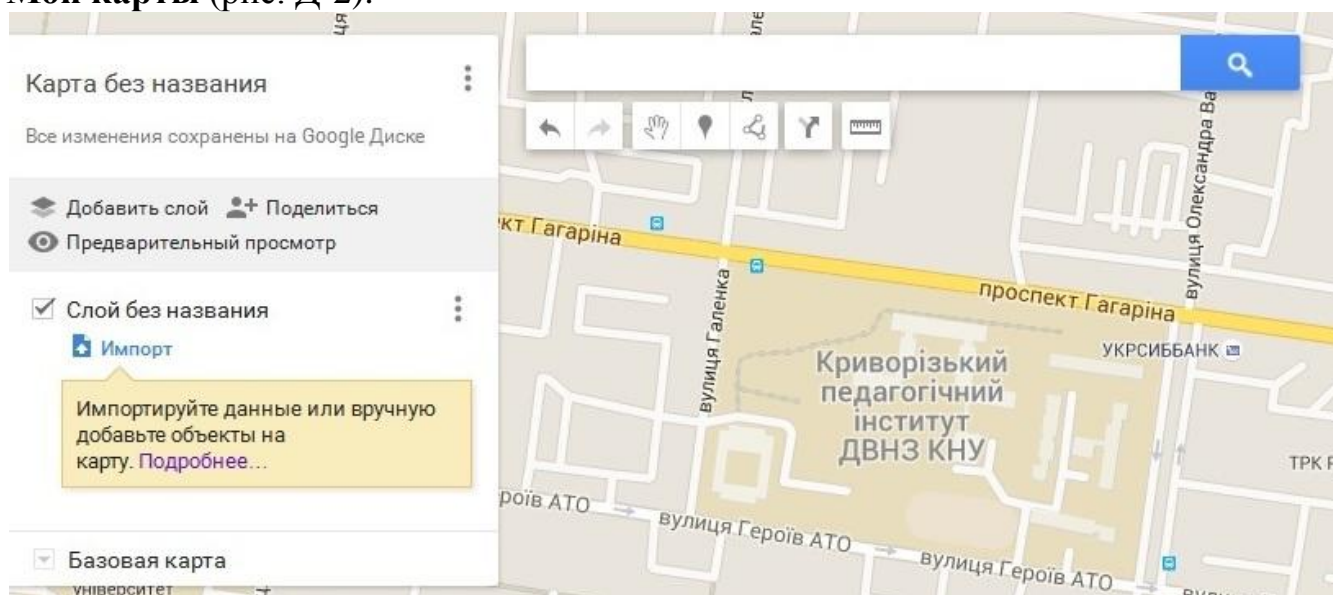 Мои карты (рис. Д-2).
Карта без названия
Все изменения сохранены на Google Диске
Добавить слой Поделиться
Предварительный просмотр
Слой без названия
Импорт
Импортируйте данные или вручную
добавьте объекты на
карту. Подробнее...
Базовая карта
університет
кт Гагаріна
проспект Гагаріна
вулиця Галенка
вулиця Олександра Ва
УКРСИББАНК
Криворізький
педагогічний
інститут
ДВНЗ КНУ
ТРК
роїв АТО
вулиця Героїв АТО
вулиця Героїв АТО